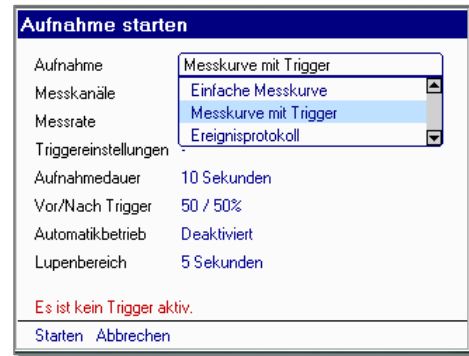 Aufnahme starten
Aufnahme Messkurve mit Trigger
Messkanäle Einfache Messkurve
Messkurve mit Trigger
Messrate Ereignisprotokoll
Triggereinstellungen -
Aufnahmedauer 10 Sekunden
Vor/Nach Trigger 50 / 50%
Automatikbetrieb Deaktiviert
Lupenbereich 5 Sekunden
Es ist kein Trigger aktiv.
Starten Abbrechen